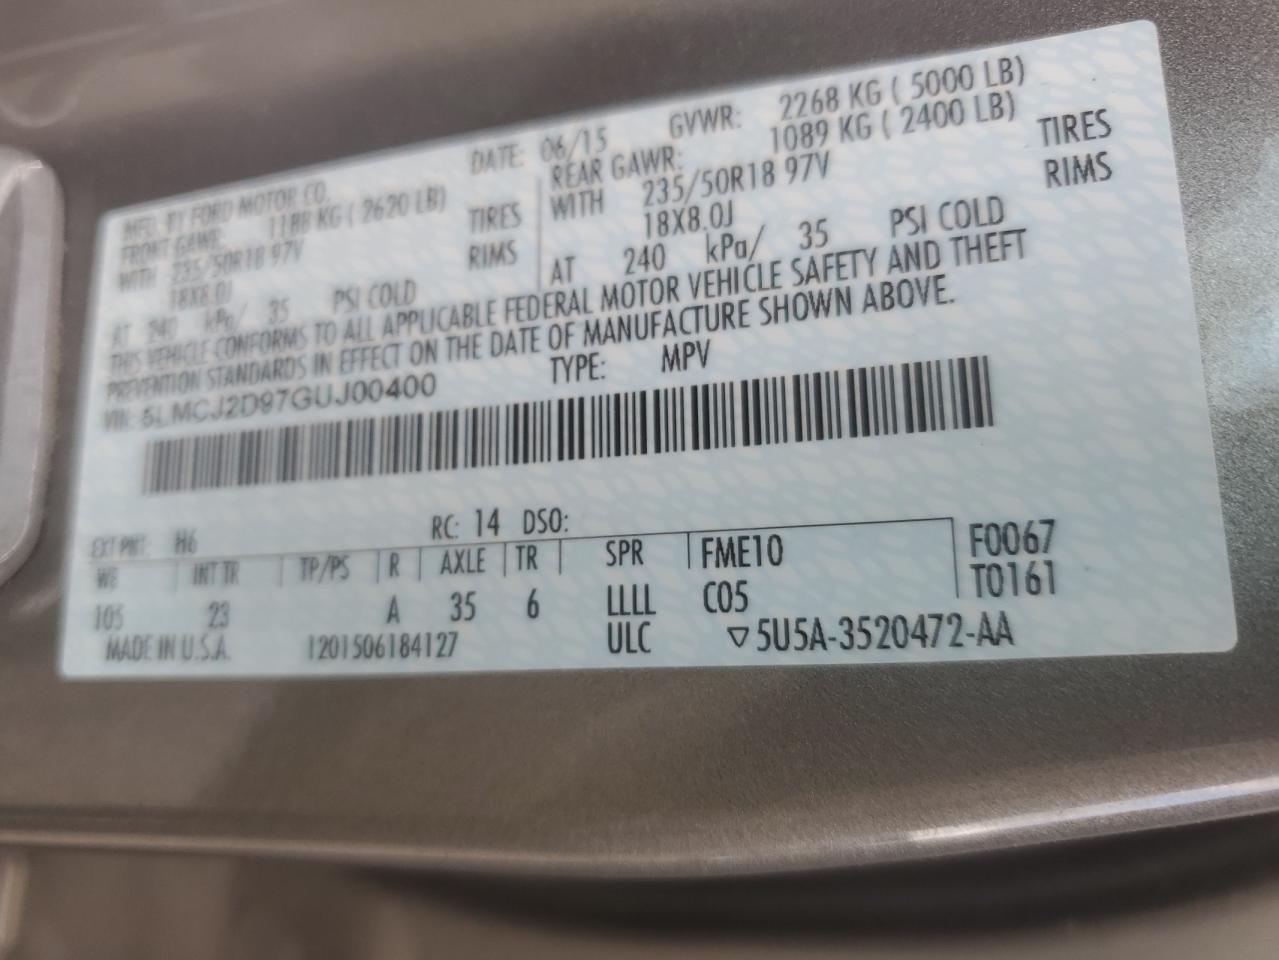 MFD. BY FORD MOTOR CO.
DATE: 06/15 GVWR: 2268 KG ( 5000 LB)
FRONT GAWR: 1188 KG ( 2620 LB)
REAR GAWR: 1089 KG ( 2400 LB)
WITH 235/50R18 97V TIRES
WITH 235/50R18 97V TIRES
18X8.0J RIMS
18X8.0J RIMS
AT 240 kPa/ 35 PSI COLD
AT 240 kPa/ 35 PSI COLD
THIS VEHICLE CONFORMS TO ALL APPLICABLE FEDERAL MOTOR VEHICLE SAFETY AND THEFT
PREVENTION STANDARDS IN EFFECT ON THE DATE OF MANUFACTURE SHOWN ABOVE.
VIN: 5LMCJ2D97GUJ00400 TYPE: MPV
EXT PNT: H6 RC: 14 DSO:
WB INT TR TP/PS R AXLE TR SPR FME10 F0067
105 23 A 35 6 LLLL C05 T0161
MADE IN U.S.A. 1201506184127 ULC ▽5U5A-3520472-AA